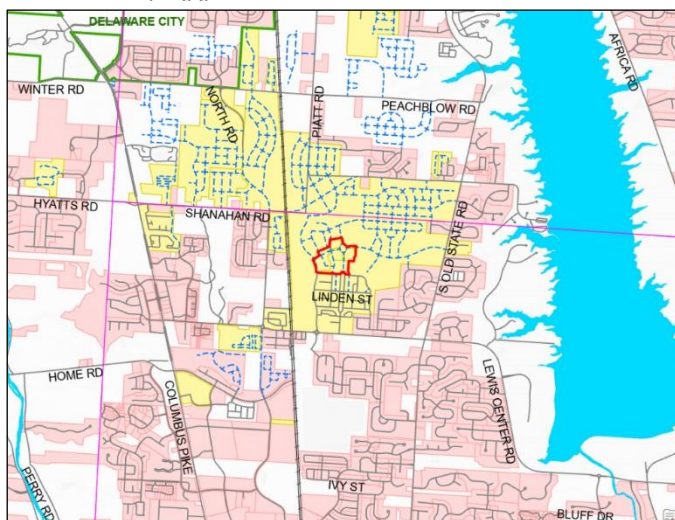 DELAWARE CITY
AFRICA RD
WINTER RD
NORTH RD
PIATT RD
PEACHBLOW RD
HYATTS RD
SHANAHAN RD
S OLD STATE RD
LINDEN ST
HOME RD
COLUMBUS PIKE
LEWIS CENTER RD
PERRY RD
IVY ST
BLUFF DR